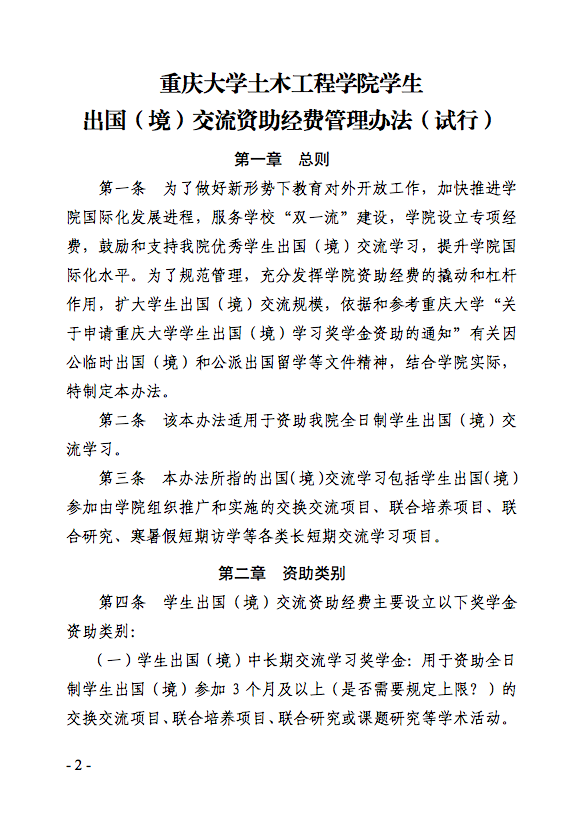 重庆大学土木工程学院学生
出国（境）交流资助经费管理办法（试行）
第一章　总则
第一条　为了做好新形势下教育对外开放工作，加快推进学
院国际化发展进程，服务学校“双一流”建设，学院设立专项经
费，鼓励和支持我院优秀学生出国（境）交流学习，提升学院国
际化水平。为了规范管理，充分发挥学院资助经费的撬动和杠杆
作用，扩大学生出国（境）交流规模，依据和参考重庆大学“关
于申请重庆大学学生出国（境）学习奖学金资助的通知”有关因
公临时出国（境）和公派出国留学等文件精神，结合学院实际，
特制定本办法。
第二条　该本办法适用于资助我院全日制学生出国（境）交
流学习。
第三条　本办法所指的出国（境）交流学习包括学生出国（境）
参加由学院组织推广和实施的交换交流项目、联合培养项目、联
合研究、寒暑假短期访学等各类长短期交流学习项目。
第二章　资助类别
第四条　学生出国（境）交流资助经费主要设立以下奖学金
资助类别：
（一）学生出国（境）中长期交流学习奖学金：用于资助全日
制学生出国（境）参加 3 个月及以上（是否需要规定上限？）的
交换交流项目、联合培养项目、联合研究或课题研究等学术活动。
- 2 -